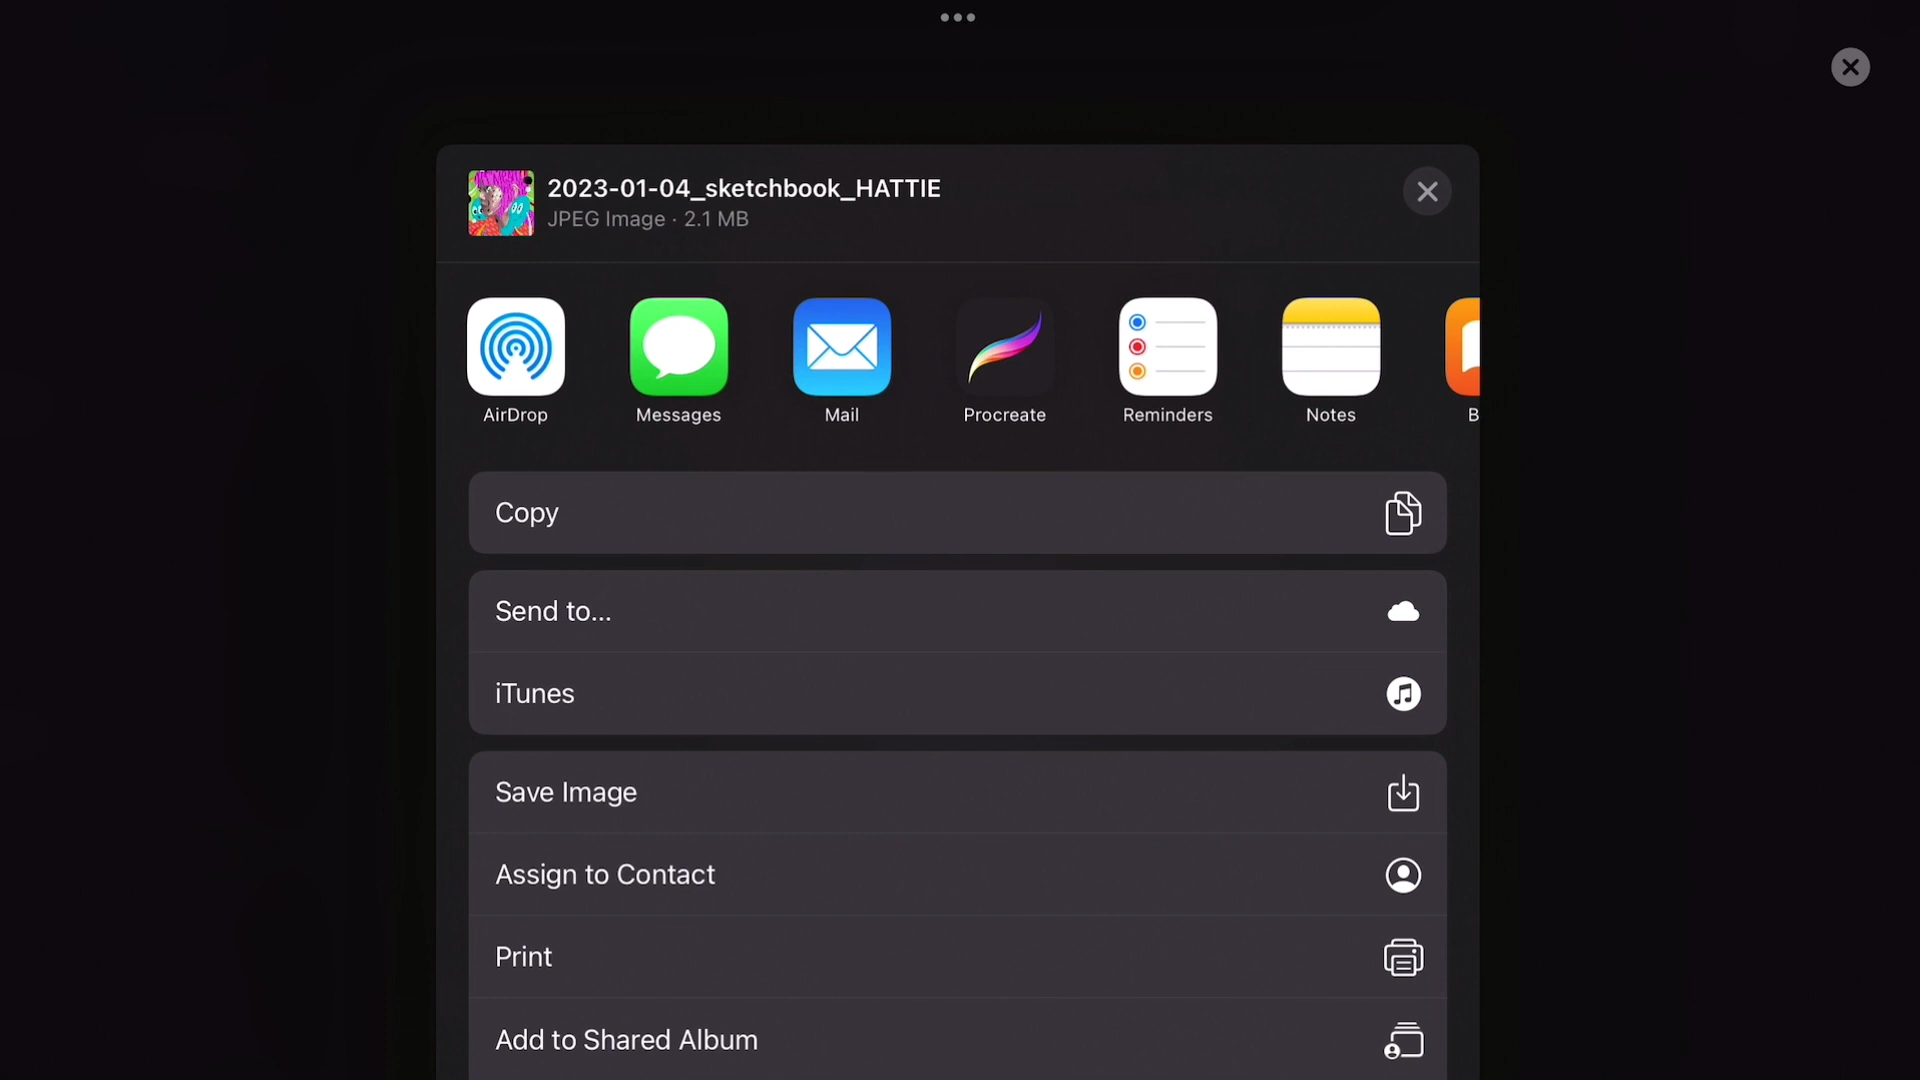 2023-01-04_sketchbook_HATTIE
JPEG Image · 2.1 MB
AirDrop
Messages
Mail
Procreate
Reminders
Notes
B
Copy
Send to...
iTunes
Save Image
Assign to Contact
Print
Add to Shared Album